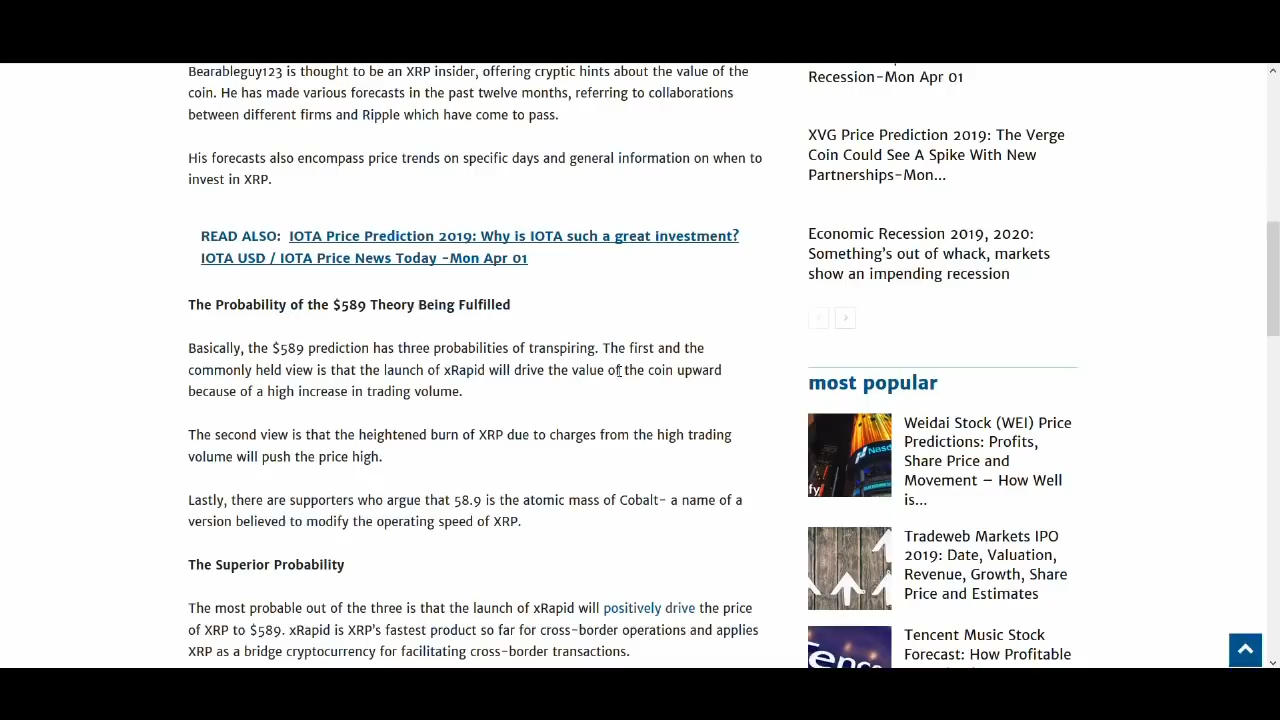 Bearableguy123 is thought to be an XRP insider, offering cryptic hints about the value of the
coin. He has made various forecasts in the past twelve months, referring to collaborations
between different firms and Ripple which have come to pass.
His forecasts also encompass price trends on specific days and general information on when to
invest in XRP.
READ ALSO: IOTA Price Prediction 2019: Why is IOTA such a great investment?
IOTA USD / IOTA Price News Today -Mon Apr 01
The Probability of the $589 Theory Being Fulfilled
Basically, the $589 prediction has three probabilities of transpiring. The first and the
commonly held view is that the launch of xRapid will drive the value of the coin upward
because of a high increase in trading volume.
The second view is that the heightened burn of XRP due to charges from the high trading
volume will push the price high.
Lastly, there are supporters who argue that 58.9 is the atomic mass of Cobalt- a name of a
version believed to modify the operating speed of XRP.
The Superior Probability
The most probable out of the three is that the launch of xRapid will positively drive the price
of XRP to $589. xRapid is XRP's fastest product so far for cross-border operations and applies
XRP as a bridge cryptocurrency for facilitating cross-border transactions.
Recession-Mon Apr 01
XVG Price Prediction 2019: The Verge
Coin Could See A Spike With New
Partnerships-Mon...
Economic Recession 2019, 2020:
Something's out of whack, markets
show an impending recession
most popular
Weidai Stock (WEI) Price
Predictions: Profits,
Share Price and
Movement – How Well
is...
Tradeweb Markets IPO
2019: Date, Valuation,
Revenue, Growth, Share
Price and Estimates
Tencent Music Stock
Forecast: How Profitable